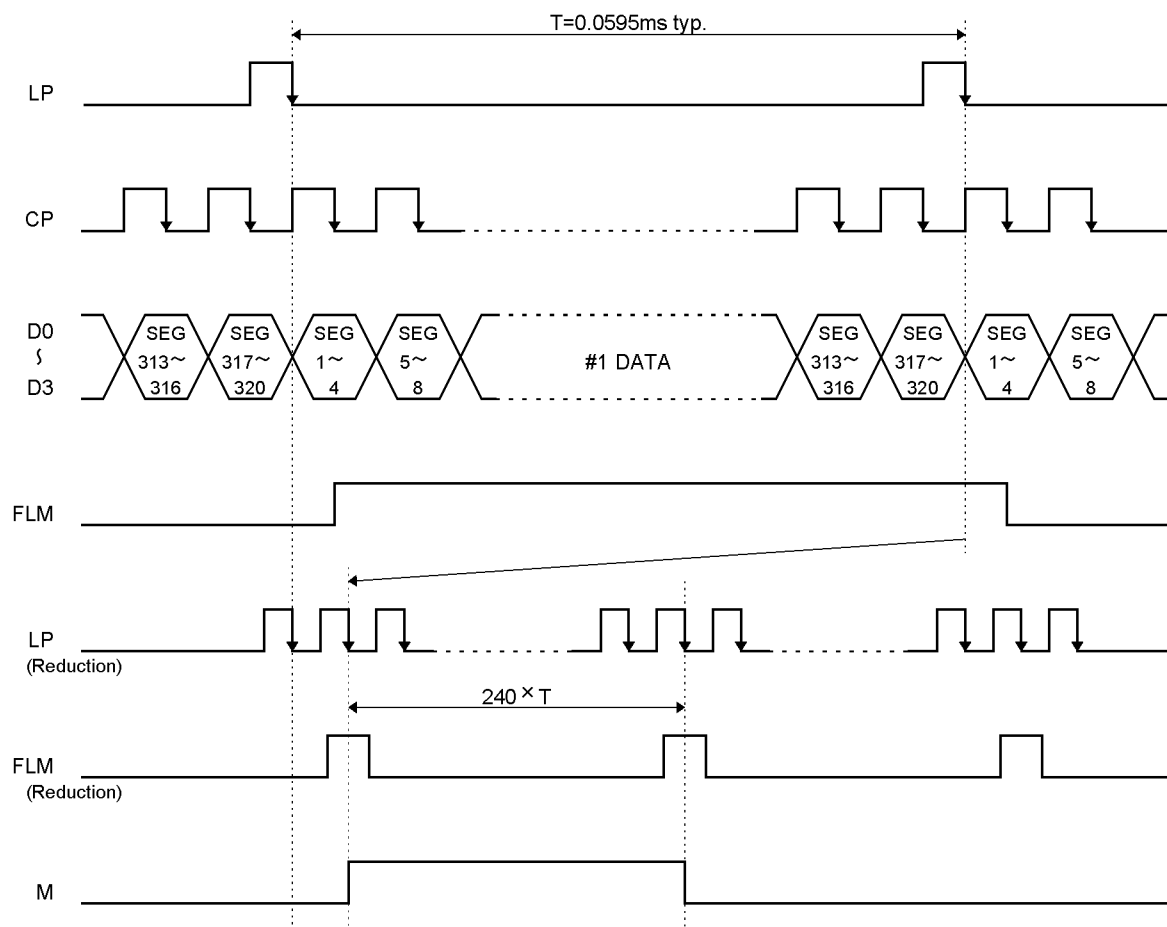 T=0.0595ms typ.
LP
CP
D0
~
D3
SEG
313~
316
SEG
317~
320
SEG
1~
4
SEG
5~
8
#1 DATA
SEG
313~
316
SEG
317~
320
SEG
1~
4
SEG
5~
8
FLM
LP
(Reduction)
240 × T
FLM
(Reduction)
M